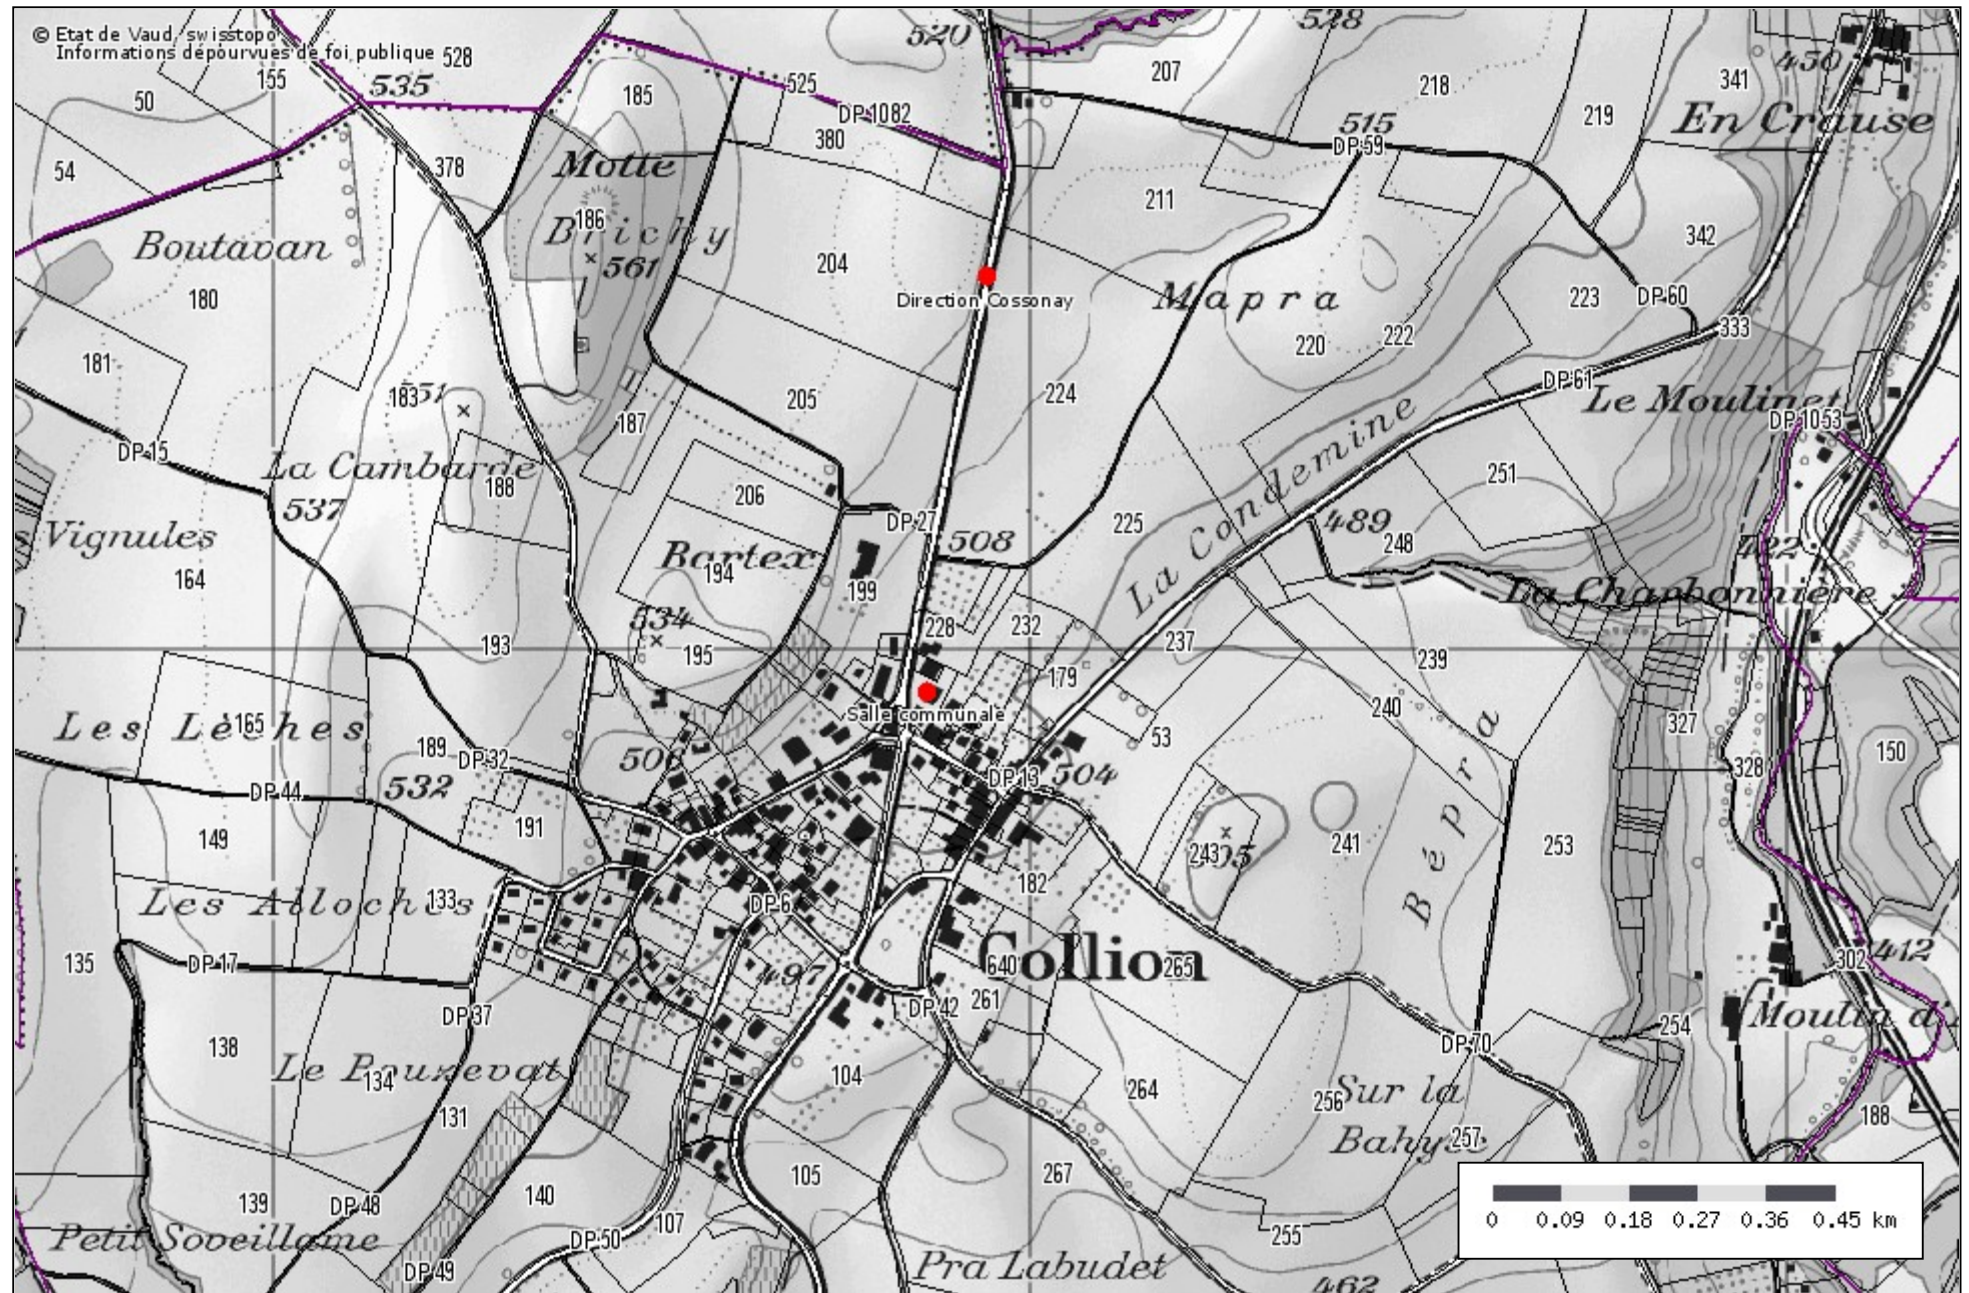 © Etat de Vaud, swisstopo
Informations dépourvues de foi publique
520
528
528
155
535
525
207
218
341
450
En Crause
50
185
DP 1082
380
515
DP 59
219
54
378
Motte
186
Brichy
561
211
342
Boutavan
180
204
Direction Cossonay
Mapra
223
DP 60
333
181
220
222
183
187
205
224
DP 61
Le Moulinet
DP 1053
DP 15
La Cambarde
188
206
La Condemine
251
537
DP 27
508
225
489
248
422
Vignules
164
Bartex
194
199
La Charbonnière
534
228
232
193
195
179
237
239
Les Lèches
165
Salle communale
53
240
327
189
DP 32
506
DP 13
504
328
150
DP 44
532
149
191
243
241
Bépra
253
Les Alloches
133
DP 6
182
135
DP 17
497
Collion
640
265
302
412
DP 37
DP 42
261
254
Moulin d'
138
Le Pouzevat
134
131
104
264
DP 70
Sur la
256
Bahyse
257
188
139
DP 48
140
107
105
267
255
Petit Soveillame
DP 50
DP 49
Pra Labudet
462
0 0.09 0.18 0.27 0.36 0.45 km